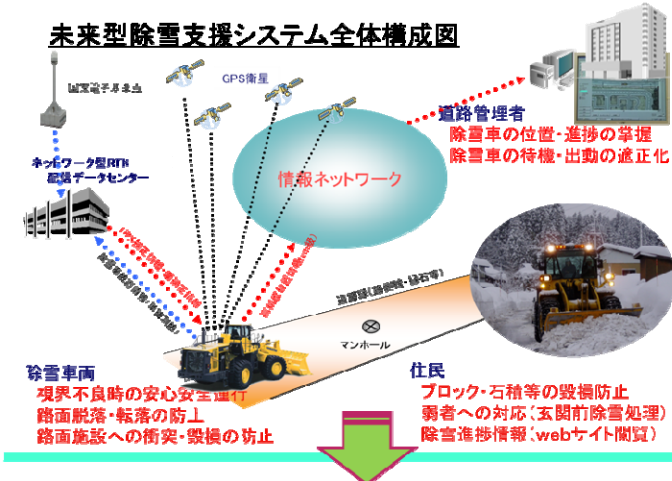 未来型除雪支援システム全体構成図
GPS衛星
国土電子基準点
道路管理者
除雪車の位置・進捗の掌握
除雪車の待機・出動の適正化
ネットワーク型RTK
配信データセンター
情報ネットワーク
マンホール
除雪車両
視界不良時の安心安全運行
路面脱落・転落の防止
路面施設への衝突・毀損の防止
住民
ブロック・石積等の毀損防止
弱者への対応(玄関前除雪処理)
除雪進捗情報(webサイト閲覧)